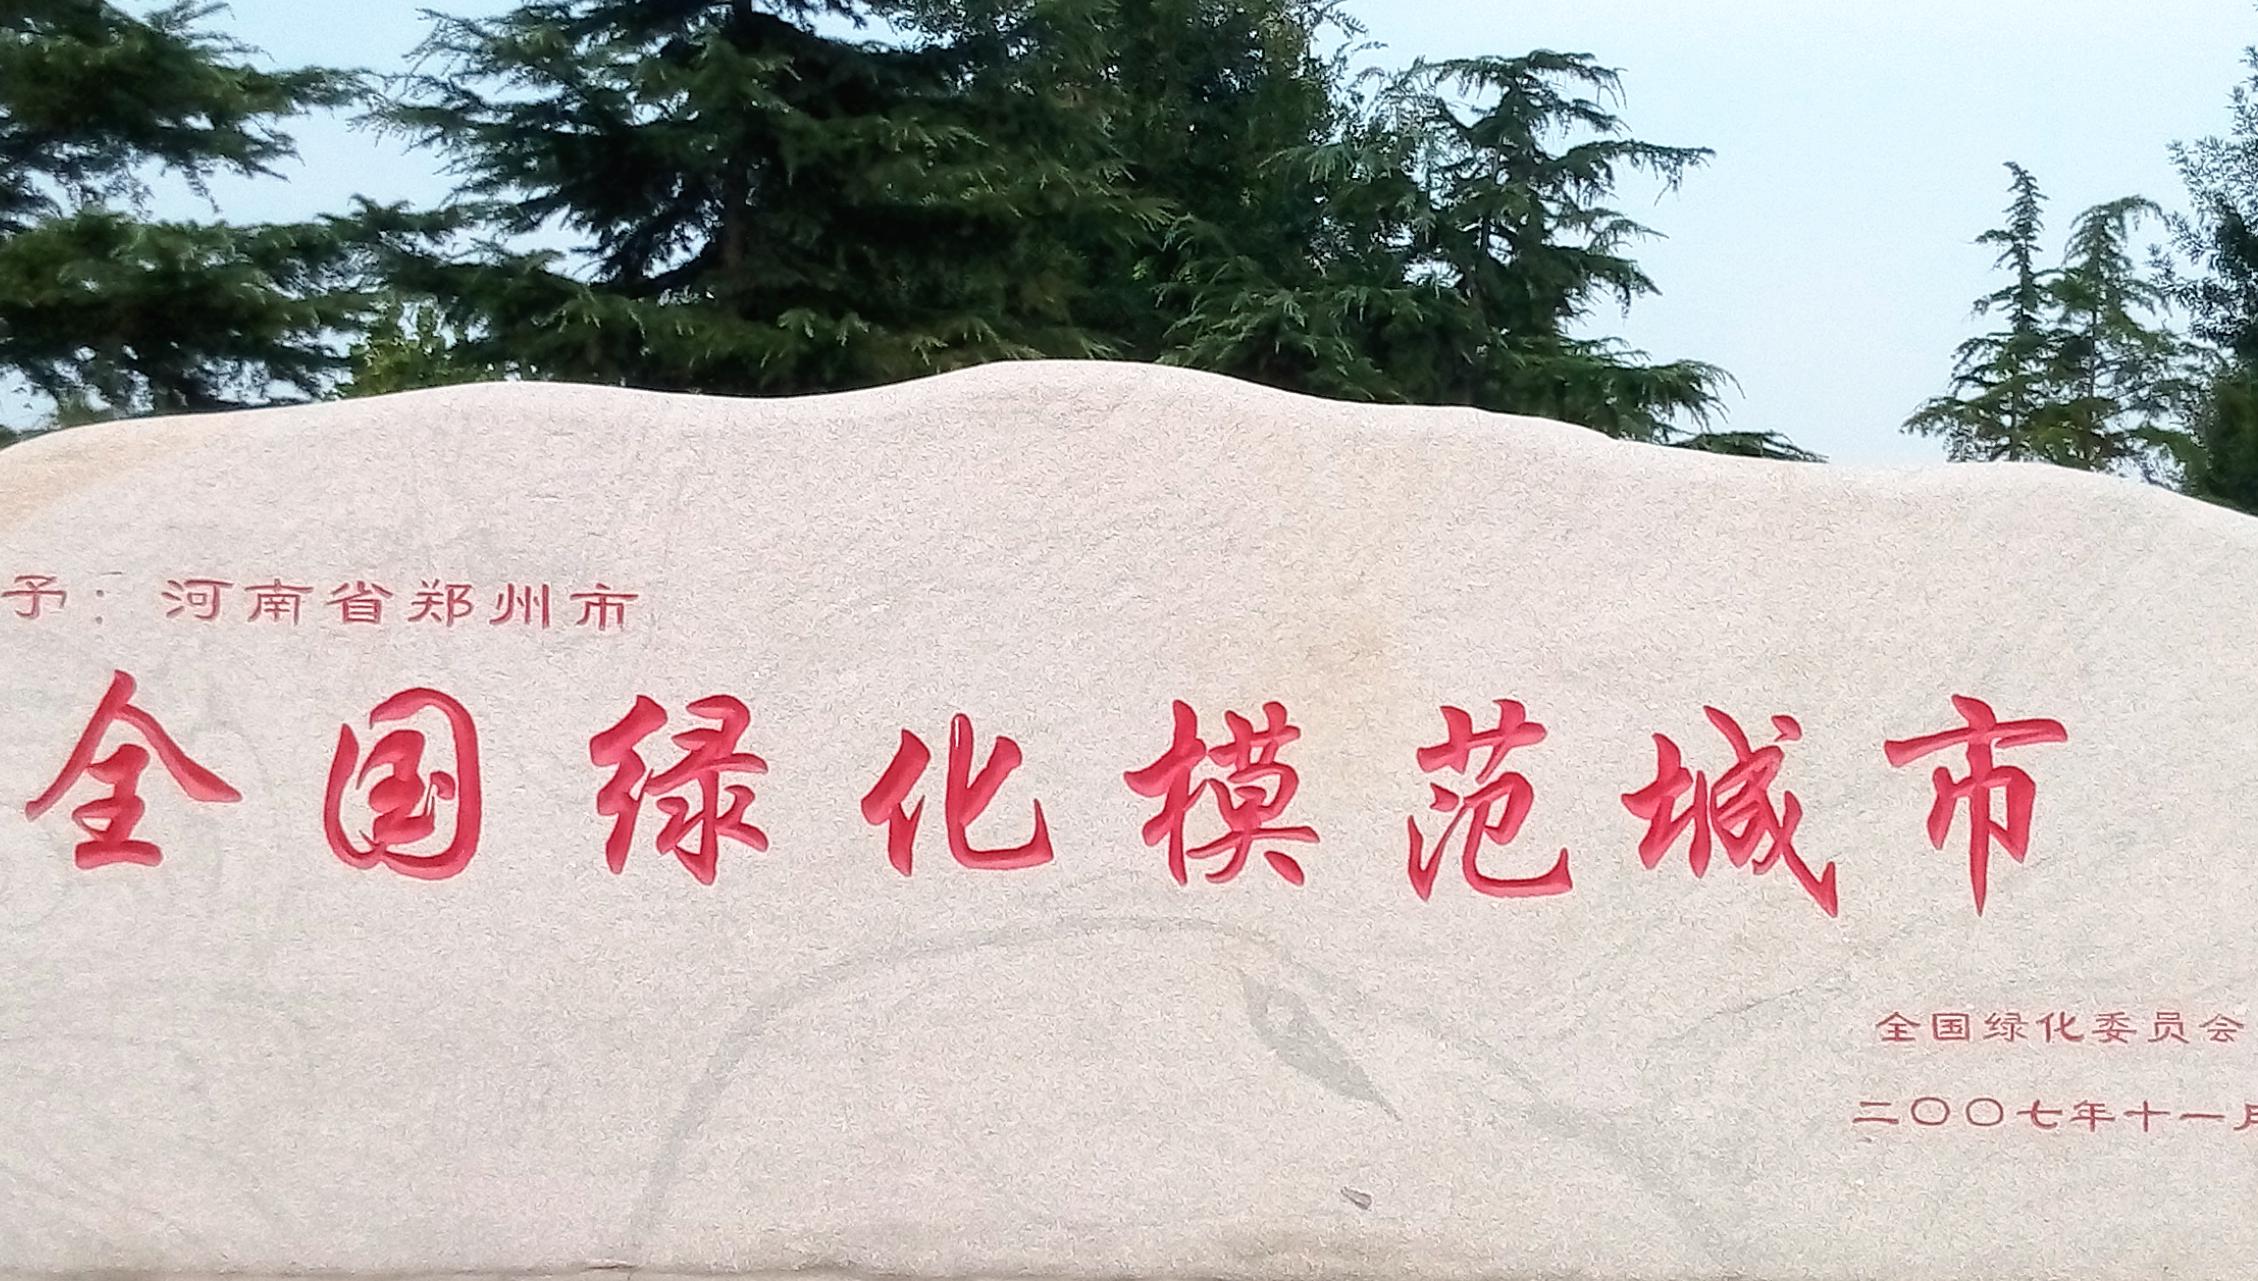 予：河南省郑州市
全国绿化模范城市
全国绿化委员会
二〇〇七年十一月